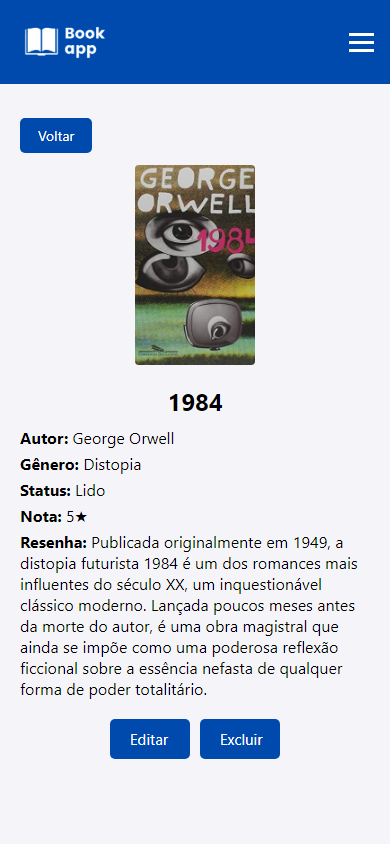 Book
app
Voltar
GEORGE
ORWELL
1984
1984
Autor: George Orwell
Gênero: Distopia
Status: Lido
Nota: 5★
Resenha: Publicada originalmente em 1949, a
distopia futurista 1984 é um dos romances mais
influentes do século XX, um inquestionável
clássico moderno. Lançada poucos meses antes
da morte do autor, é uma obra magistral que
ainda se impõe como uma poderosa reflexão
ficcional sobre a essência nefasta de qualquer
forma de poder totalitário.
Editar
Excluir